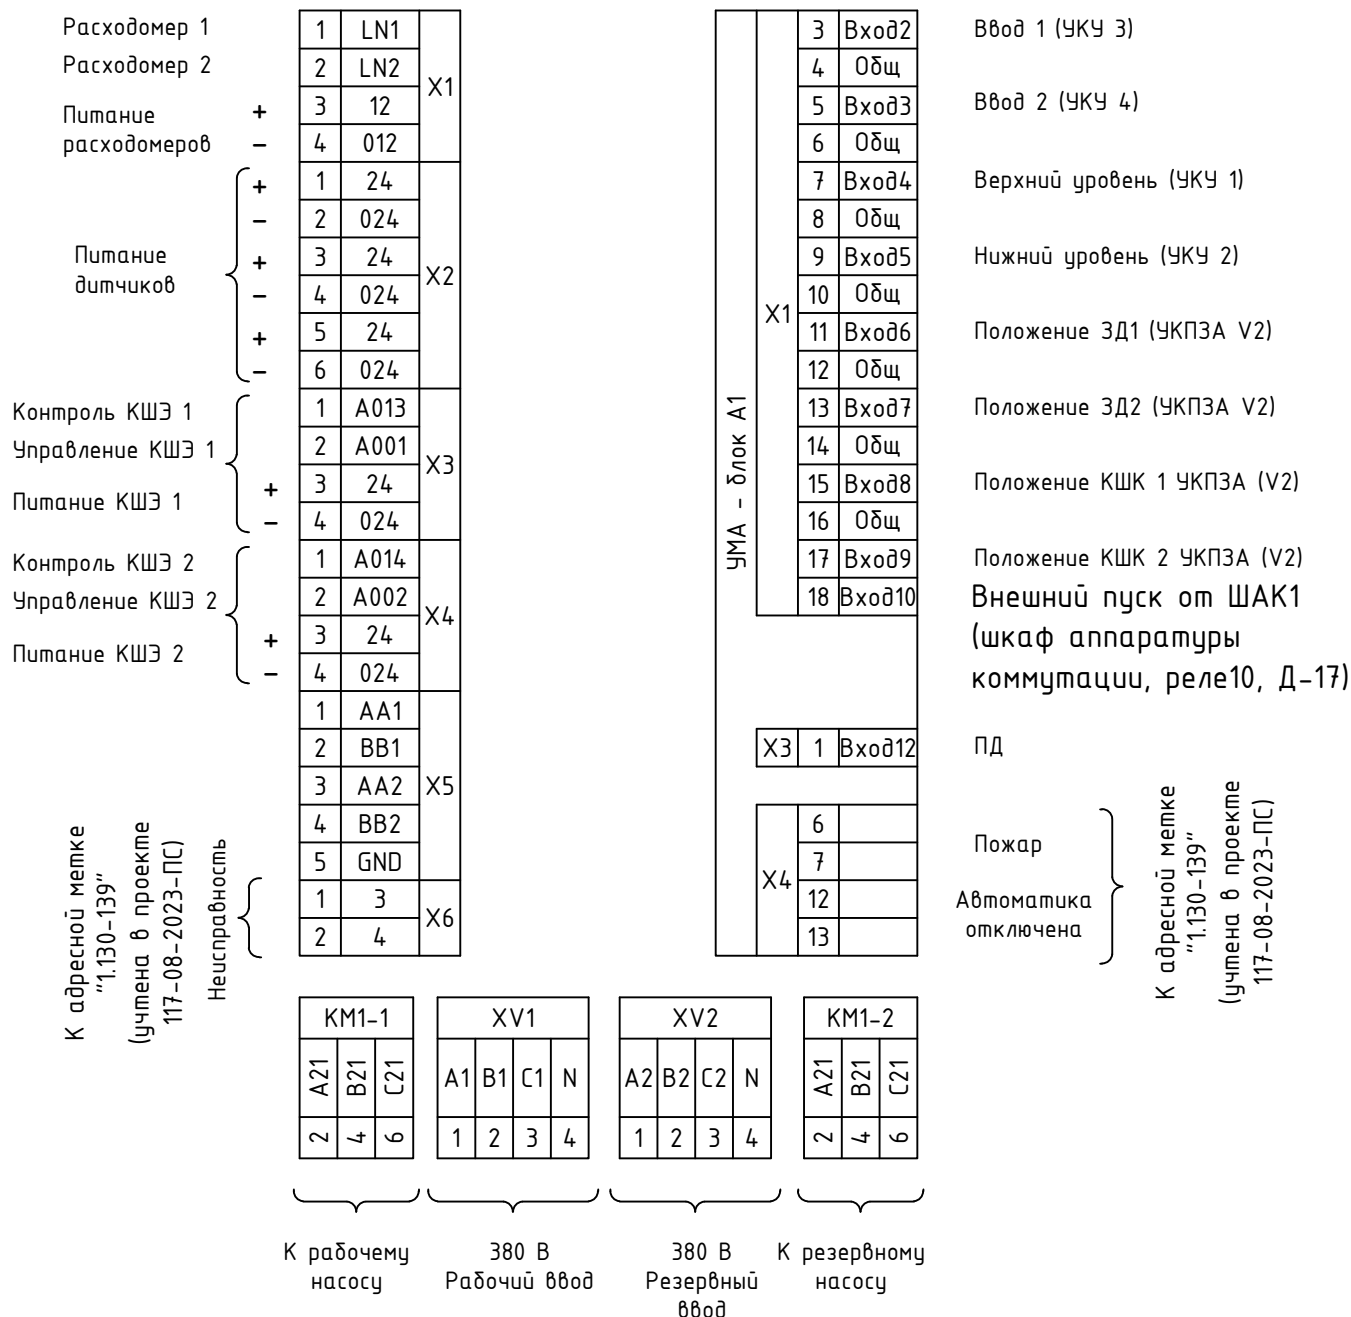 Расходомер 1
1 LN1
Расходомер 2
2 LN2
X1
Питание
расходомеров
+
3 12
−
4 012
+
1 24
−
2 024
Питание
дитчиков
+
3 24
X2
−
4 024
+
5 24
−
6 024
Контроль КШЭ 1
1 A013
Управление КШЭ 1
2 A001
X3
Питание КШЭ 1
+
3 24
−
4 024
Контроль КШЭ 2
1 A014
Управление КШЭ 2
2 A002
X4
Питание КШЭ 2
+
3 24
−
4 024
1 AA1
2 BB1
3 AA2
X5
4 BB2
5 GND
1 3
X6
2 4
К адресной метке
"1.130-139"
(учтена в проекте
117-08-2023-ПС)
Неисправность
УМА - блок А1
X1
3 Вход2
Ввод 1 (УКУ 3)
4 Общ
5 Вход3
Ввод 2 (УКУ 4)
6 Общ
7 Вход4
Верхний уровень (УКУ 1)
8 Общ
9 Вход5
Нижний уровень (УКУ 2)
10 Общ
11 Вход6
Положение ЗД1 (УКПЗА V2)
12 Общ
13 Вход7
Положение ЗД2 (УКПЗА V2)
14 Общ
15 Вход8
Положение КШК 1 УКПЗА (V2)
16 Общ
17 Вход9
Положение КШК 2 УКПЗА (V2)
18 Вход10
Внешний пуск от ШАК1
(шкаф аппаратуры
коммутации, реле10, Д-17)
X3 1 Вход12
ПД
X4
6
7
Пожар
12
13
Автоматика
отключена
К адресной метке
"1.130-139"
(учтена в проекте
117-08-2023-ПС)
KM1-1
A21 B21 C21
2 4 6
К рабочему
насосу
XV1
A1 B1 C1 N
1 2 3 4
380 В
Рабочий ввод
XV2
A2 B2 C2 N
1 2 3 4
380 В
Резервный
ввод
KM1-2
A21 B21 C21
2 4 6
К резервному
насосу